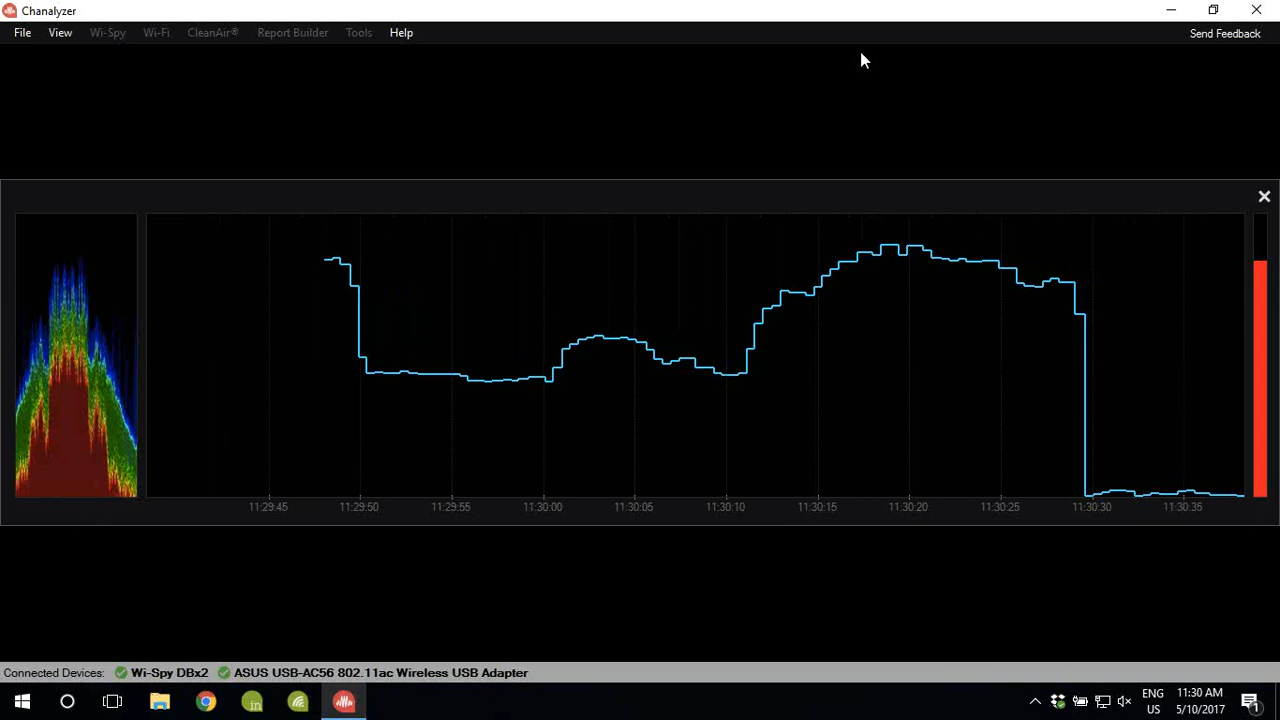 Chanalyzer
File View Wi-Spy Wi-Fi CleanAir® Report Builder Tools Help Send Feedback
11:29:45 11:29:50 11:29:55 11:30:00 11:30:05 11:30:10 11:30:15 11:30:20 11:30:25 11:30:30 11:30:35
Connected Devices: Wi-Spy DBx2 ASUS USB-AC56 802.11ac Wireless USB Adapter
in
ENG 11:30 AM
US 5/10/2017 1